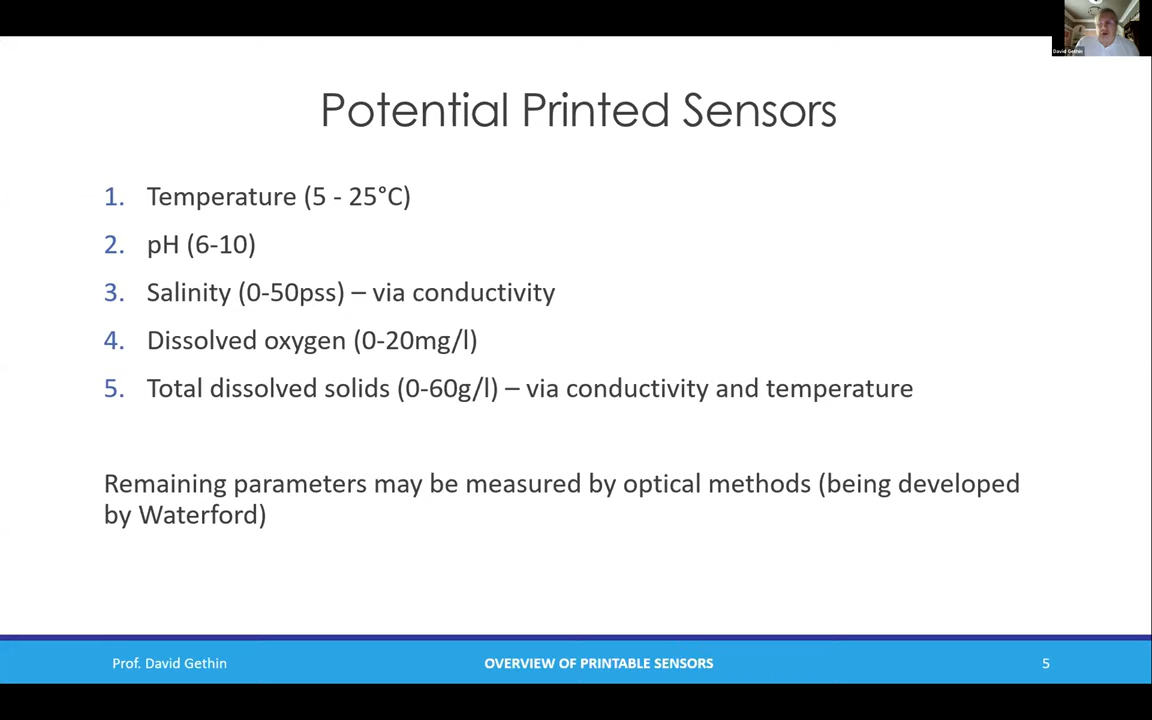 David Gethin
Potential Printed Sensors
1. Temperature (5 - 25°C)
2. pH (6-10)
3. Salinity (0-50pss) – via conductivity
4. Dissolved oxygen (0-20mg/l)
5. Total dissolved solids (0-60g/l) – via conductivity and temperature
Remaining parameters may be measured by optical methods (being developed
by Waterford)
Prof. David Gethin OVERVIEW OF PRINTABLE SENSORS 5